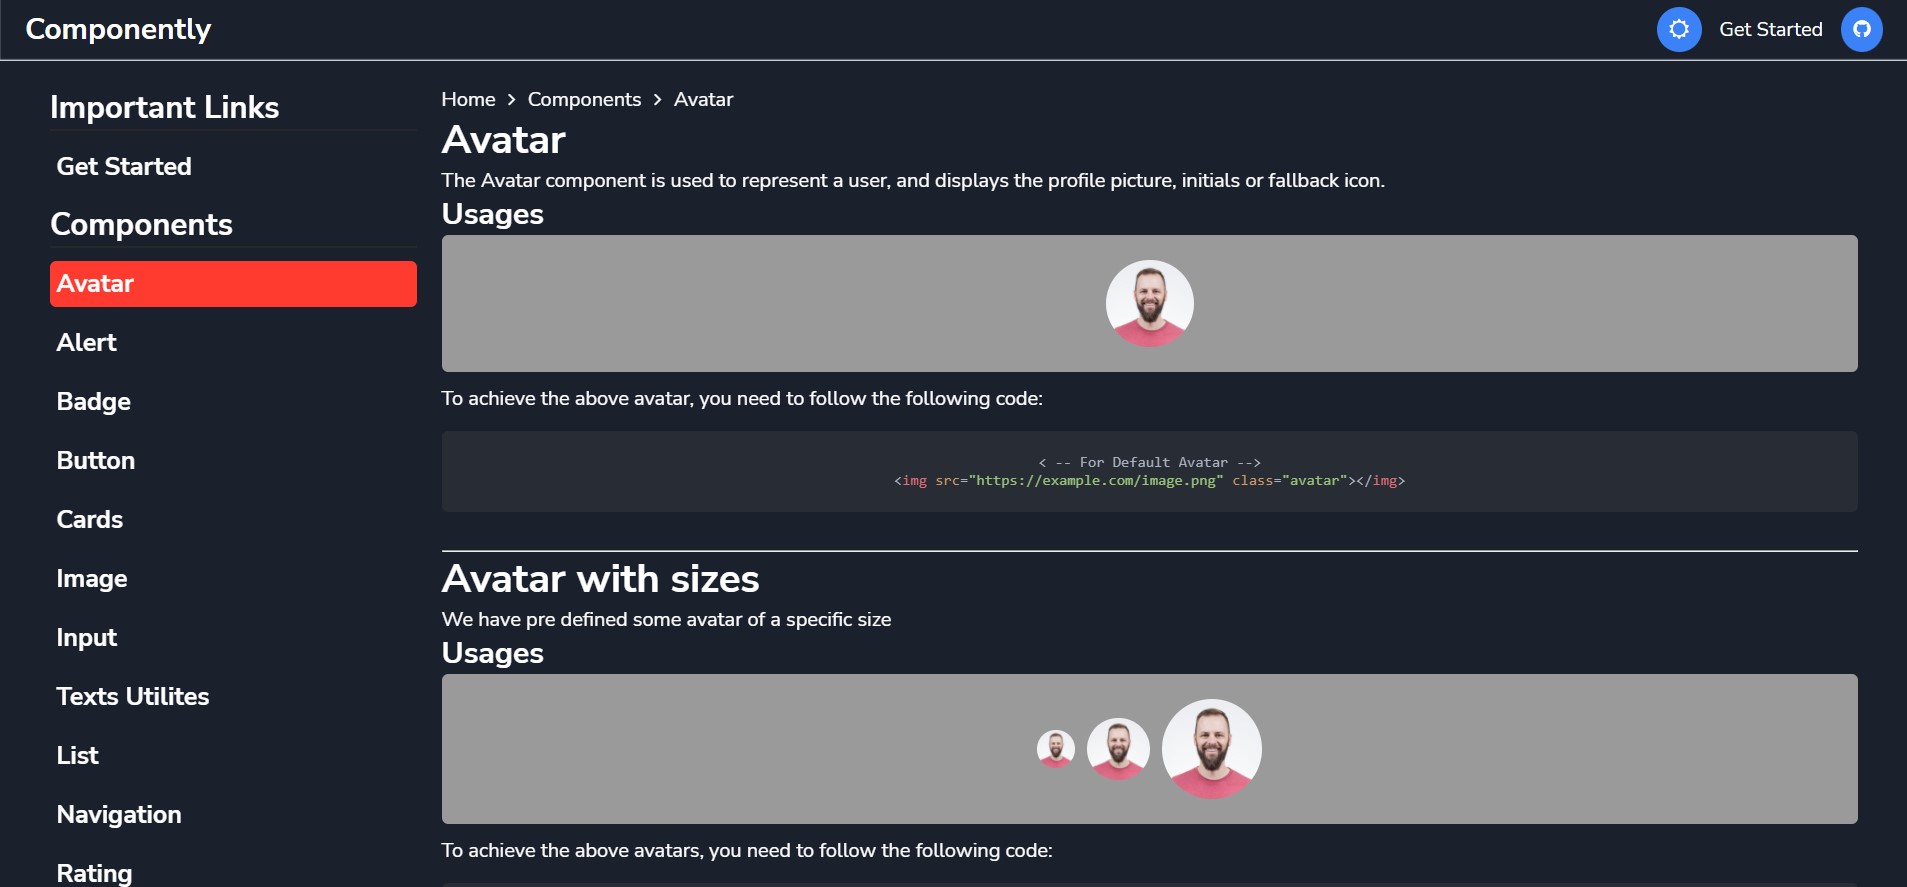 Componently
Get Started
Important Links
Get Started
Components
Avatar
Alert
Badge
Button
Cards
Image
Input
Texts Utilites
List
Navigation
Rating
Home > Components > Avatar
Avatar
The Avatar component is used to represent a user, and displays the profile picture, initials or fallback icon.
Usages
To achieve the above avatar, you need to follow the following code:
< -- For Default Avatar -->
<img src="https://example.com/image.png" class="avatar"></img>
Avatar with sizes
We have pre defined some avatar of a specific size
Usages
To achieve the above avatars, you need to follow the following code: